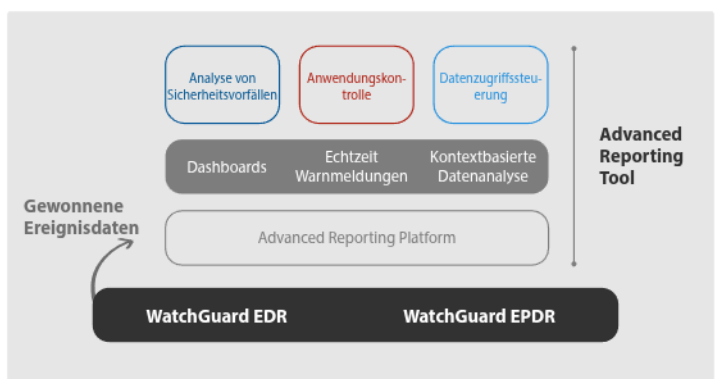 Analyse von
Sicherheitsvorfällen
Anwendungskon-
trolle
Datenzugriffssteu-
erung
Dashboards
Echtzeit
Warnmeldungen
Kontextbasierte
Datenanalyse
Advanced
Reporting
Tool
Gewonnene
Ereignisdaten
Advanced Reporting Platform
WatchGuard EDR
WatchGuard EPDR